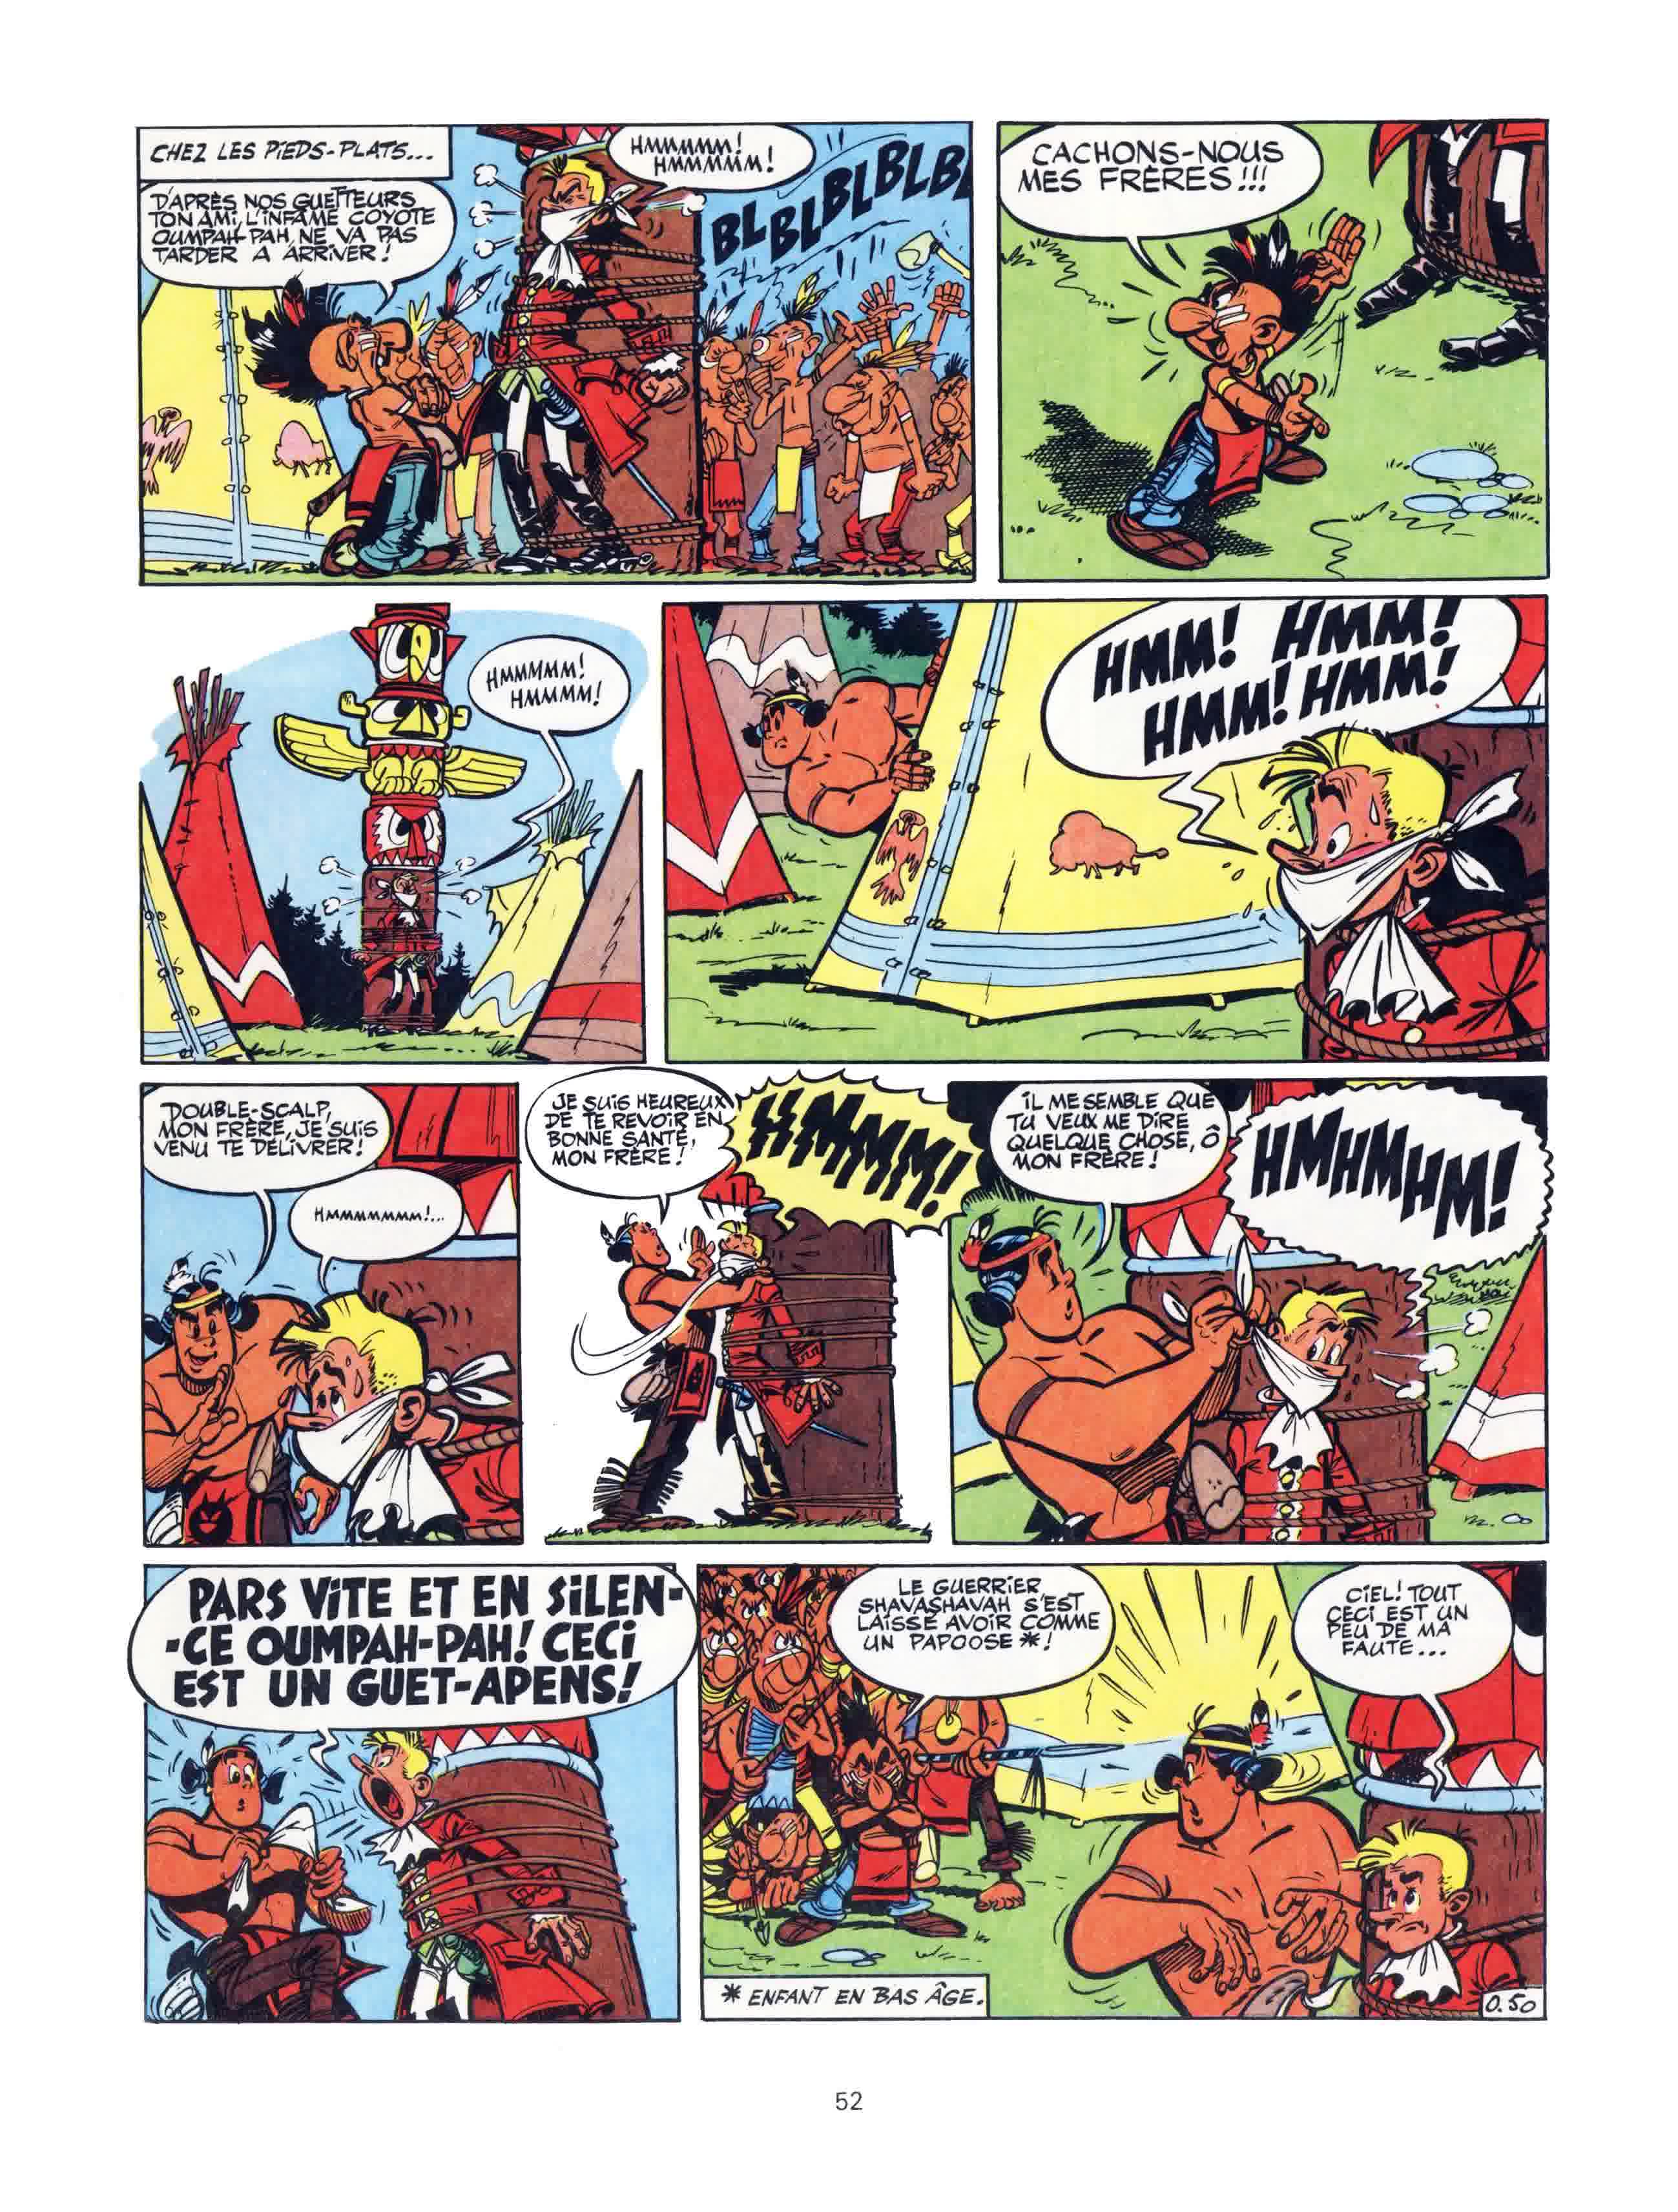 CHEZ LES PIEDS-PLATS...
D'APRÈS NOS GUETTEURS
TON AMI, L'INFÂME COYOTE
OUMPAH-PAH NE VA PAS
TARDER A ARRIVER!
HMMMMM!
HMMMMM!
BL BLBLBLBL
CACHONS-NOUS
MES FRÈRES!!!
HMMMMM!
HMMMM!
HMM! HMM!
HMM! HMM!
DOUBLE-SCALP,
MON FRÈRE, JE SUIS
VENU TE DÉLIVRER!
HMMMMMMM!...
JE SUIS HEUREUX
DE TE REVOIR EN
BONNE SANTÉ,
MON FRÈRE!
HMMMM!
IL ME SEMBLE QUE
TU VEUX ME DIRE
QUELQUE CHOSE, Ô
MON FRÈRE!
HMHMHM!
PARS VITE ET EN SILEN-
-CE OUMPAH-PAH! CECI
EST UN GUET-APENS!
LE GUERRIER
SHAVASHAVAH S'EST
LAISSÉ AVOIR COMME
UN PAPOOSE *!
CIEL! TOUT
CECI EST UN
PEU DE MA
FAUTE...
* ENFANT EN BAS ÂGE.
O.50
52